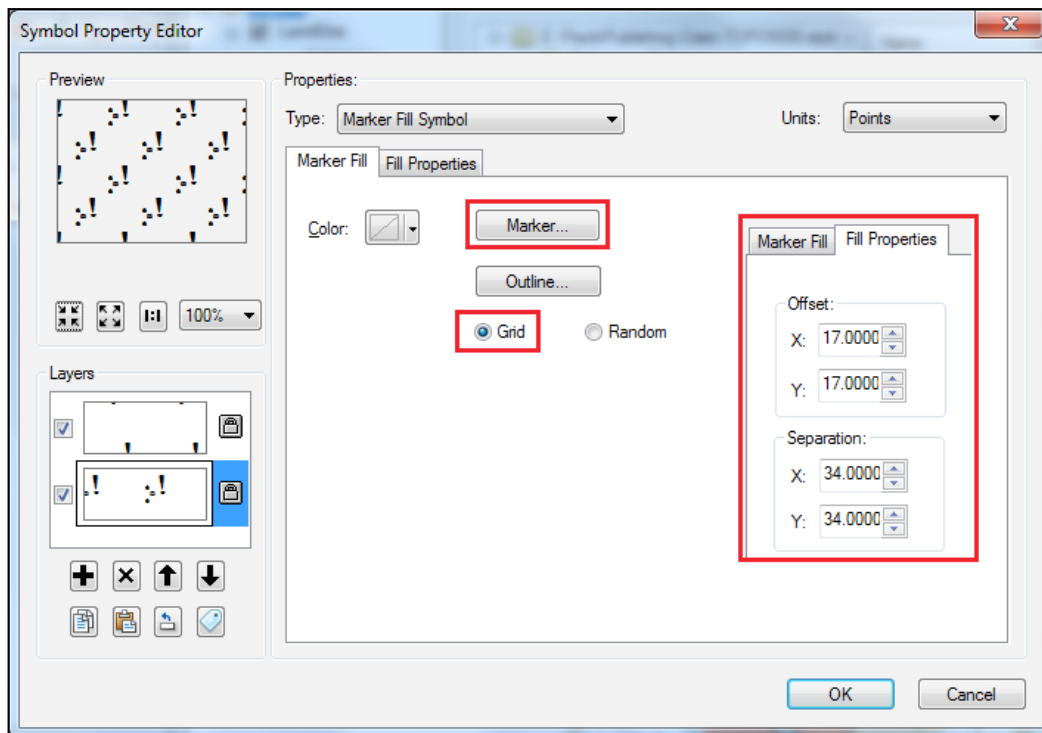 Symbol Property Editor
Preview
Properties:
Type: Marker Fill Symbol Units: Points
Marker Fill Fill Properties
Color: Marker...
Outline...
Grid Random
100%
Layers
Marker Fill Fill Properties
Offset:
X: 17.0000
Y: 17.0000
Separation:
X: 34.0000
Y: 34.0000
OK Cancel